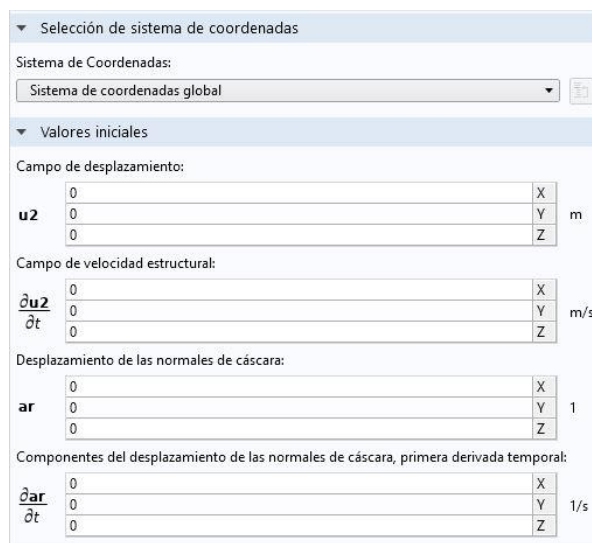 Selección de sistema de coordenadas
Sistema de Coordenadas:
Sistema de coordenadas global
Valores iniciales
Campo de desplazamiento:
0 X
u2 0 Y m
0 Z
Campo de velocidad estructural:
0 X
∂u2/∂t 0 Y m/s
0 Z
Desplazamiento de las normales de cáscara:
0 X
ar 0 Y 1
0 Z
Componentes del desplazamiento de las normales de cáscara, primera derivada temporal:
0 X
∂ar/∂t 0 Y 1/s
0 Z